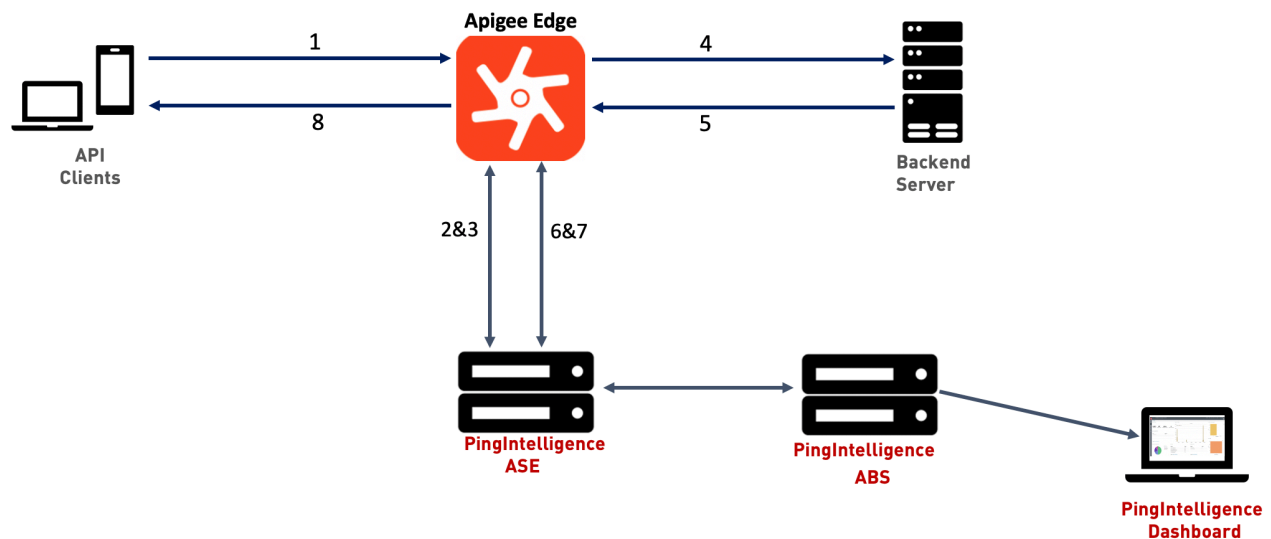 Apigee Edge
1
4
8
5
API
Clients
Backend
Server
2&3
6&7
PingIntelligence
ASE
PingIntelligence
ABS
PingIntelligence
Dashboard